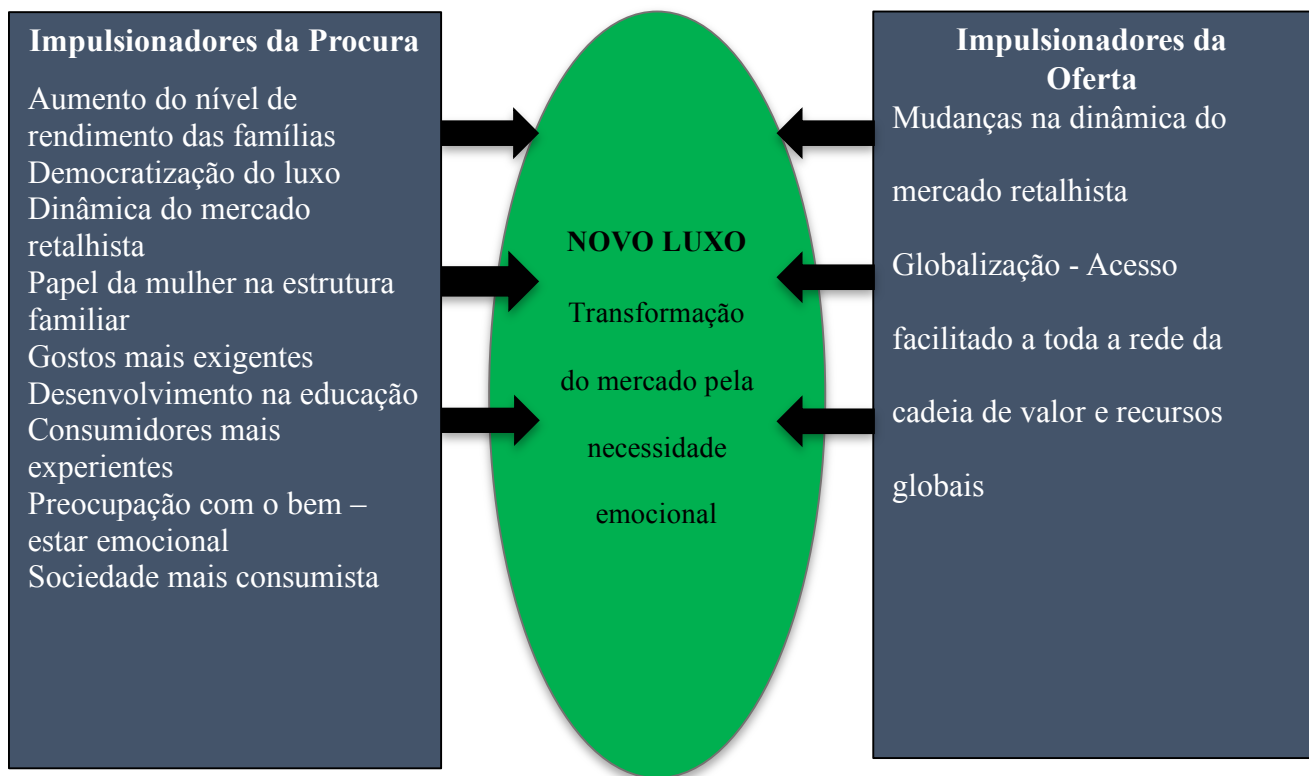 Impulsionadores da Procura
Aumento do nível de
rendimento das famílias
Democratização do luxo
Dinâmica do mercado
retalhista
Papel da mulher na estrutura
familiar
Gostos mais exigentes
Desenvolvimento na educação
Consumidores mais
experientes
Preocupação com o bem –
estar emocional
Sociedade mais consumista
NOVO LUXO
Transformação
do mercado pela
necessidade
emocional
Impulsionadores da
Oferta
Mudanças na dinâmica do
mercado retalhista
Globalização - Acesso
facilitado a toda a rede da
cadeia de valor e recursos
globais